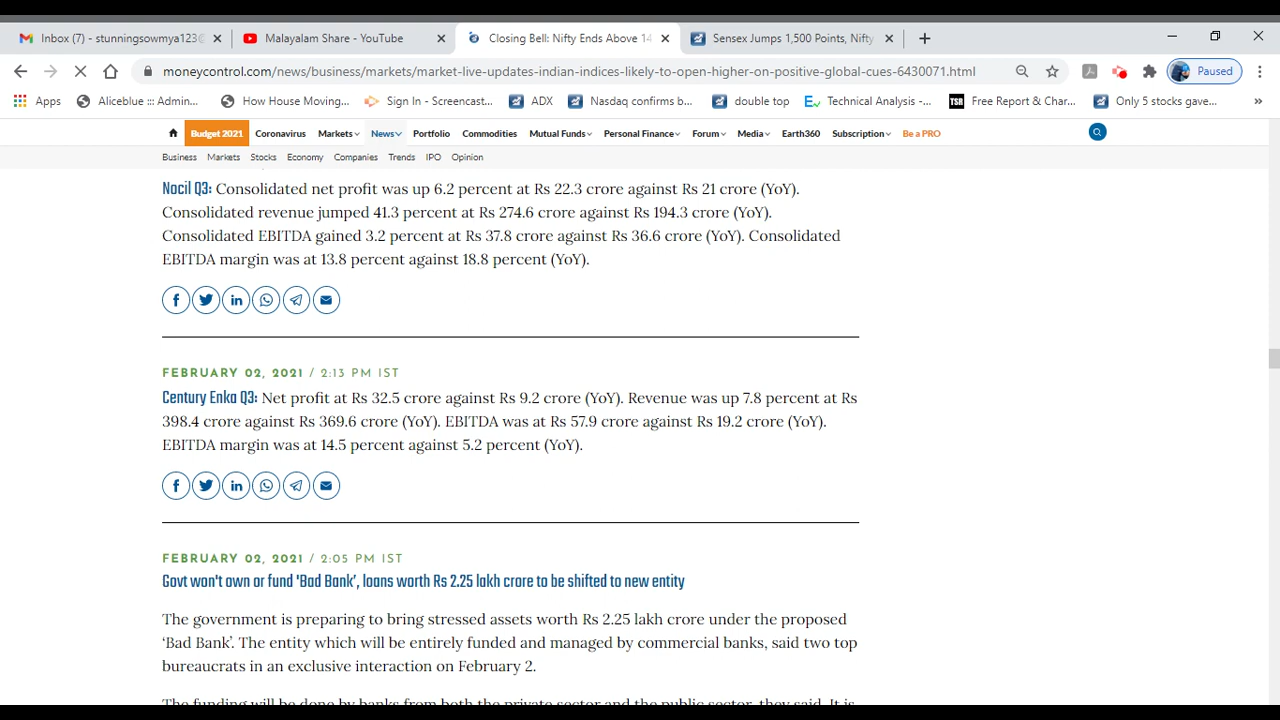 Inbox (7) - stunningsowmya123@
Malayalam Share - YouTube
Closing Bell: Nifty Ends Above 14
Sensex Jumps 1,500 Points, Nifty
moneycontrol.com/news/business/markets/market-live-updates-indian-indices-likely-to-open-higher-on-positive-global-cues-6430071.html
Paused
Apps
Aliceblue ::: Admin...
How House Moving...
Sign In - Screencast...
ADX
Nasdaq confirms b...
double top
Technical Analysis -...
TSR
Free Report & Char...
Only 5 stocks gave...
»
Budget 2021 Coronavirus Markets News Portfolio Commodities Mutual Funds Personal Finance Forum Media Earth360 Subscription Be a PRO
Business Markets Stocks Economy Companies Trends IPO Opinion
Nocil Q3: Consolidated net profit was up 6.2 percent at Rs 22.3 crore against Rs 21 crore (YoY).
Consolidated revenue jumped 41.3 percent at Rs 274.6 crore against Rs 194.3 crore (YoY).
Consolidated EBITDA gained 3.2 percent at Rs 37.8 crore against Rs 36.6 crore (YoY). Consolidated
EBITDA margin was at 13.8 percent against 18.8 percent (YoY).
FEBRUARY 02, 2021 / 2:13 PM IST
Century Enka Q3: Net profit at Rs 32.5 crore against Rs 9.2 crore (YoY). Revenue was up 7.8 percent at Rs
398.4 crore against Rs 369.6 crore (YoY). EBITDA was at Rs 57.9 crore against Rs 19.2 crore (YoY).
EBITDA margin was at 14.5 percent against 5.2 percent (YoY).
FEBRUARY 02, 2021 / 2:05 PM IST
Govt won't own or fund 'Bad Bank’, loans worth Rs 2.25 lakh crore to be shifted to new entity
The government is preparing to bring stressed assets worth Rs 2.25 lakh crore under the proposed
‘Bad Bank’. The entity which will be entirely funded and managed by commercial banks, said two top
bureaucrats in an exclusive interaction on February 2.
The funding will be done by banks from both the private sector and the public sector, they said. It is